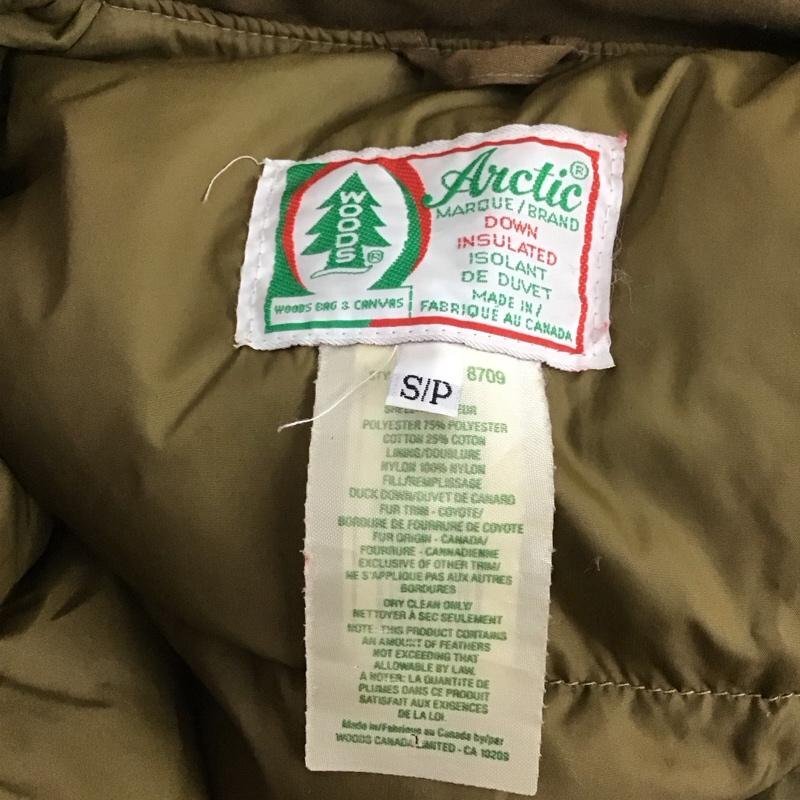 WOODS®
WOODS BAG & CANVAS
Arctic®
MARQUE/BRAND
DOWN
INSULATED
ISOLANT
DE DUVET
MADE IN/
FABRIQUÉ AU CANADA
8709
S/P
POLYESTER 75% POLYESTER
COTTON 25% COTON
LINING/DOUBLURE
NYLON 100% NYLON
FILL/REMPLISSAGE
DUCK DOWN/DUVET DE CANARD
FUR TRIM - COYOTE/
BORDURE DE FOURRURE DE COYOTE
FUR ORIGIN - CANADA/
FOURRURE - CANNADIENNE
EXCLUSIVE OF OTHER TRIM/
NE S'APPLIQUE PAS AUX AUTRES
BORDURES
DRY CLEAN ONLY/
NETTOYER À SEC SEULEMENT
NOTE: THIS PRODUCT CONTAINS
AN AMOUNT OF FEATHERS
NOT EXCEEDING THAT
ALLOWABLE BY LAW.
A NOTER: LA QUANTITE DE
PLUMES DANS CE PRODUIT
SATISFAIT AUX EXIGENCES
DE LA LOI.
Made in/Fabrique au Canada by/par
WOODS CANADA LIMITED - CA 10209